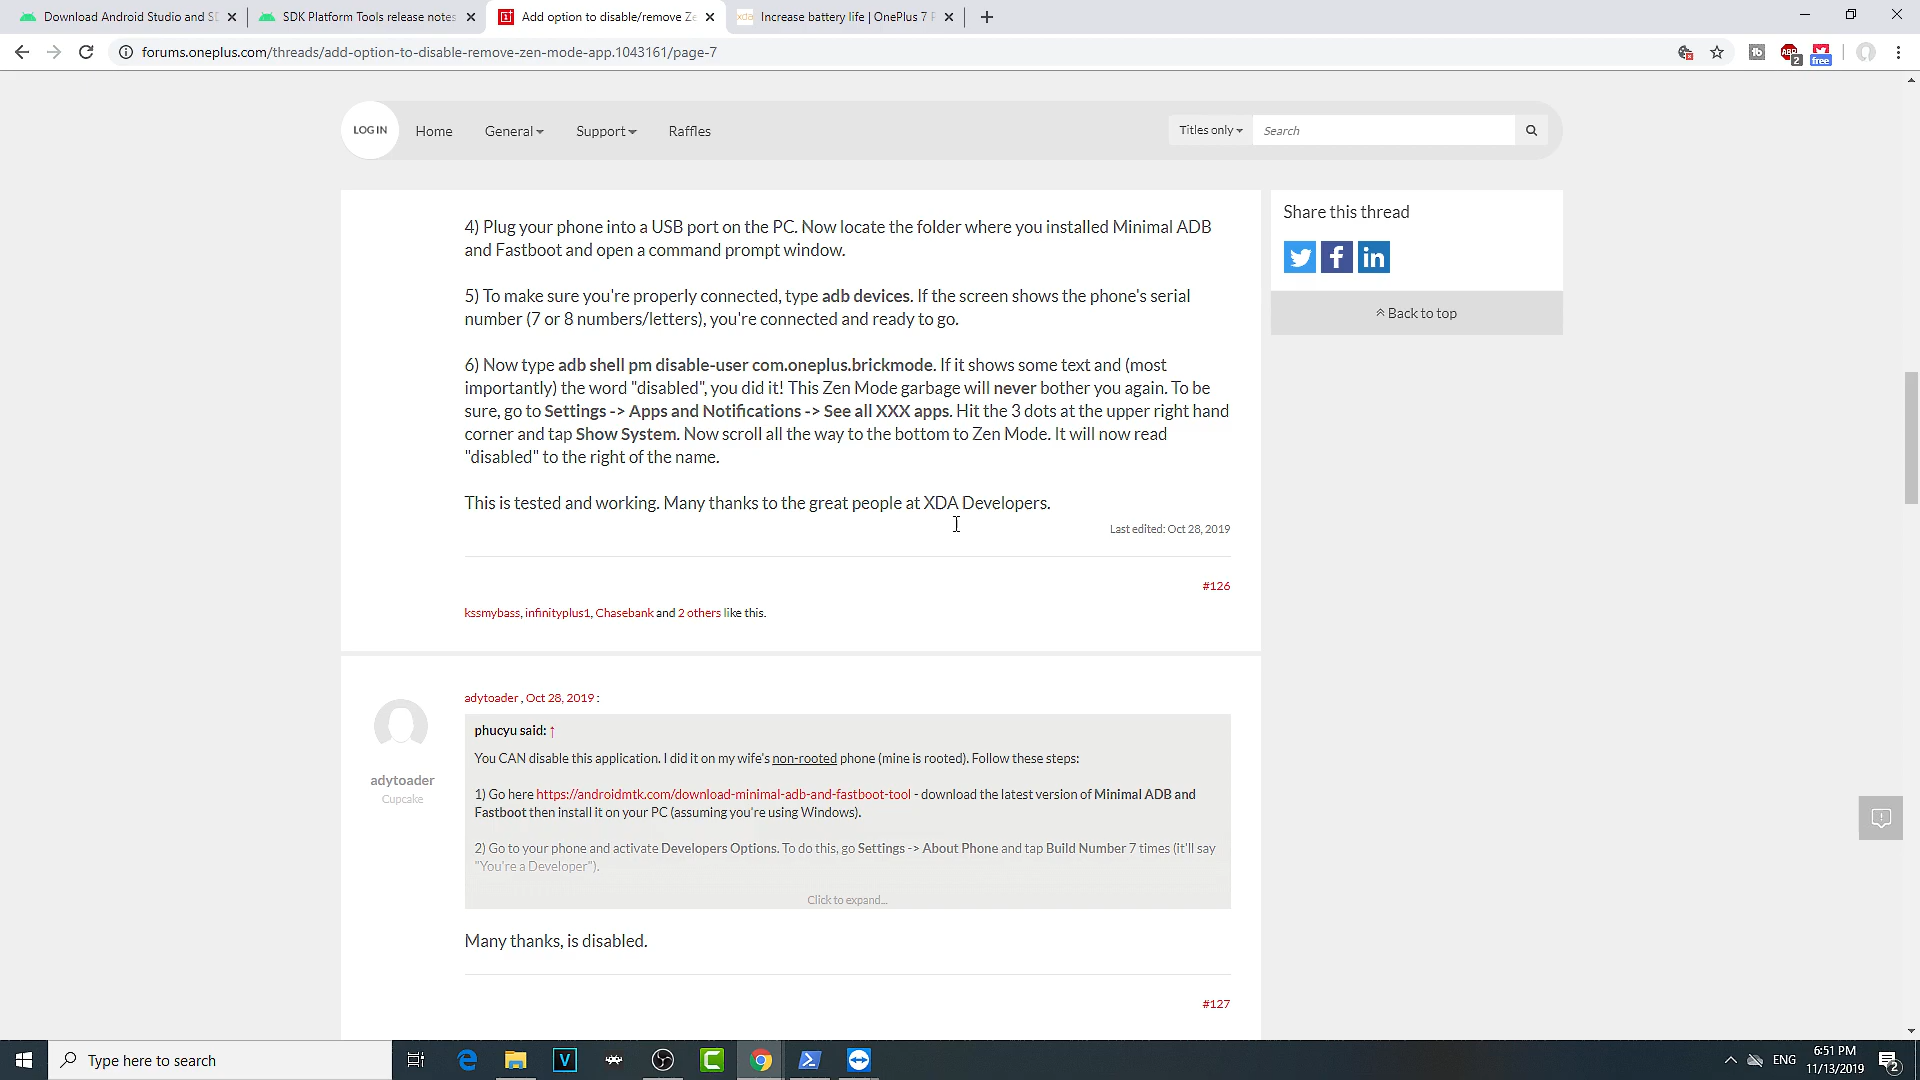 Download Android Studio and SD
SDK Platform Tools release notes
Add option to disable/remove Ze
xda
Increase battery life | OnePlus 7 P
forums.oneplus.com/threads/add-option-to-disable-remove-zen-mode-app.1043161/page-7
ABP
2
free
LOG IN
Home
General
Support
Raffles
Titles only
Search
4) Plug your phone into a USB port on the PC. Now locate the folder where you installed Minimal ADB
and Fastboot and open a command prompt window.
5) To make sure you're properly connected, type adb devices. If the screen shows the phone's serial
number (7 or 8 numbers/letters), you're connected and ready to go.
6) Now type adb shell pm disable-user com.oneplus.brickmode. If it shows some text and (most
importantly) the word "disabled", you did it! This Zen Mode garbage will never bother you again. To be
sure, go to Settings -> Apps and Notifications -> See all XXX apps. Hit the 3 dots at the upper right hand
corner and tap Show System. Now scroll all the way to the bottom to Zen Mode. It will now read
"disabled" to the right of the name.
This is tested and working. Many thanks to the great people at XDA Developers.
Last edited: Oct 28, 2019
#126
kssmybass, infinityplus1, Chasebank and 2 others like this.
Share this thread
Back to top
adytoader
Cupcake
adytoader , Oct 28, 2019 :
phucyu said: ↑
You CAN disable this application. I did it on my wife's non-rooted phone (mine is rooted). Follow these steps:
1) Go here https://androidmtk.com/download-minimal-adb-and-fastboot-tool - download the latest version of Minimal ADB and
Fastboot then install it on your PC (assuming you're using Windows).
2) Go to your phone and activate Developers Options. To do this, go Settings -> About Phone and tap Build Number 7 times (it'll say
"You're a Developer").
Click to expand...
Many thanks, is disabled.
#127
Type here to search
ENG
6:51 PM
11/13/2019
2